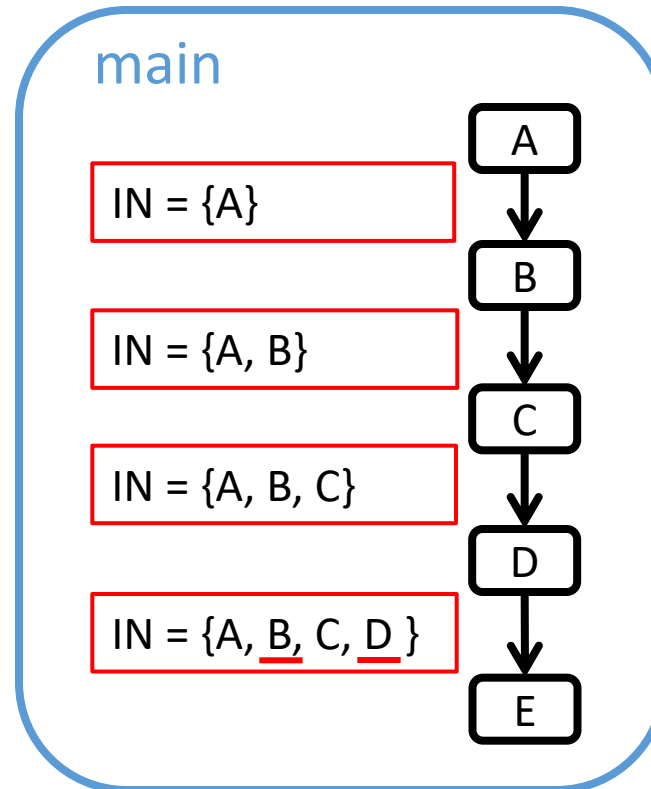 main
A
IN = {A}
B
IN = {A, B}
C
IN = {A, B, C}
D
IN = {A, B, C, D }
E